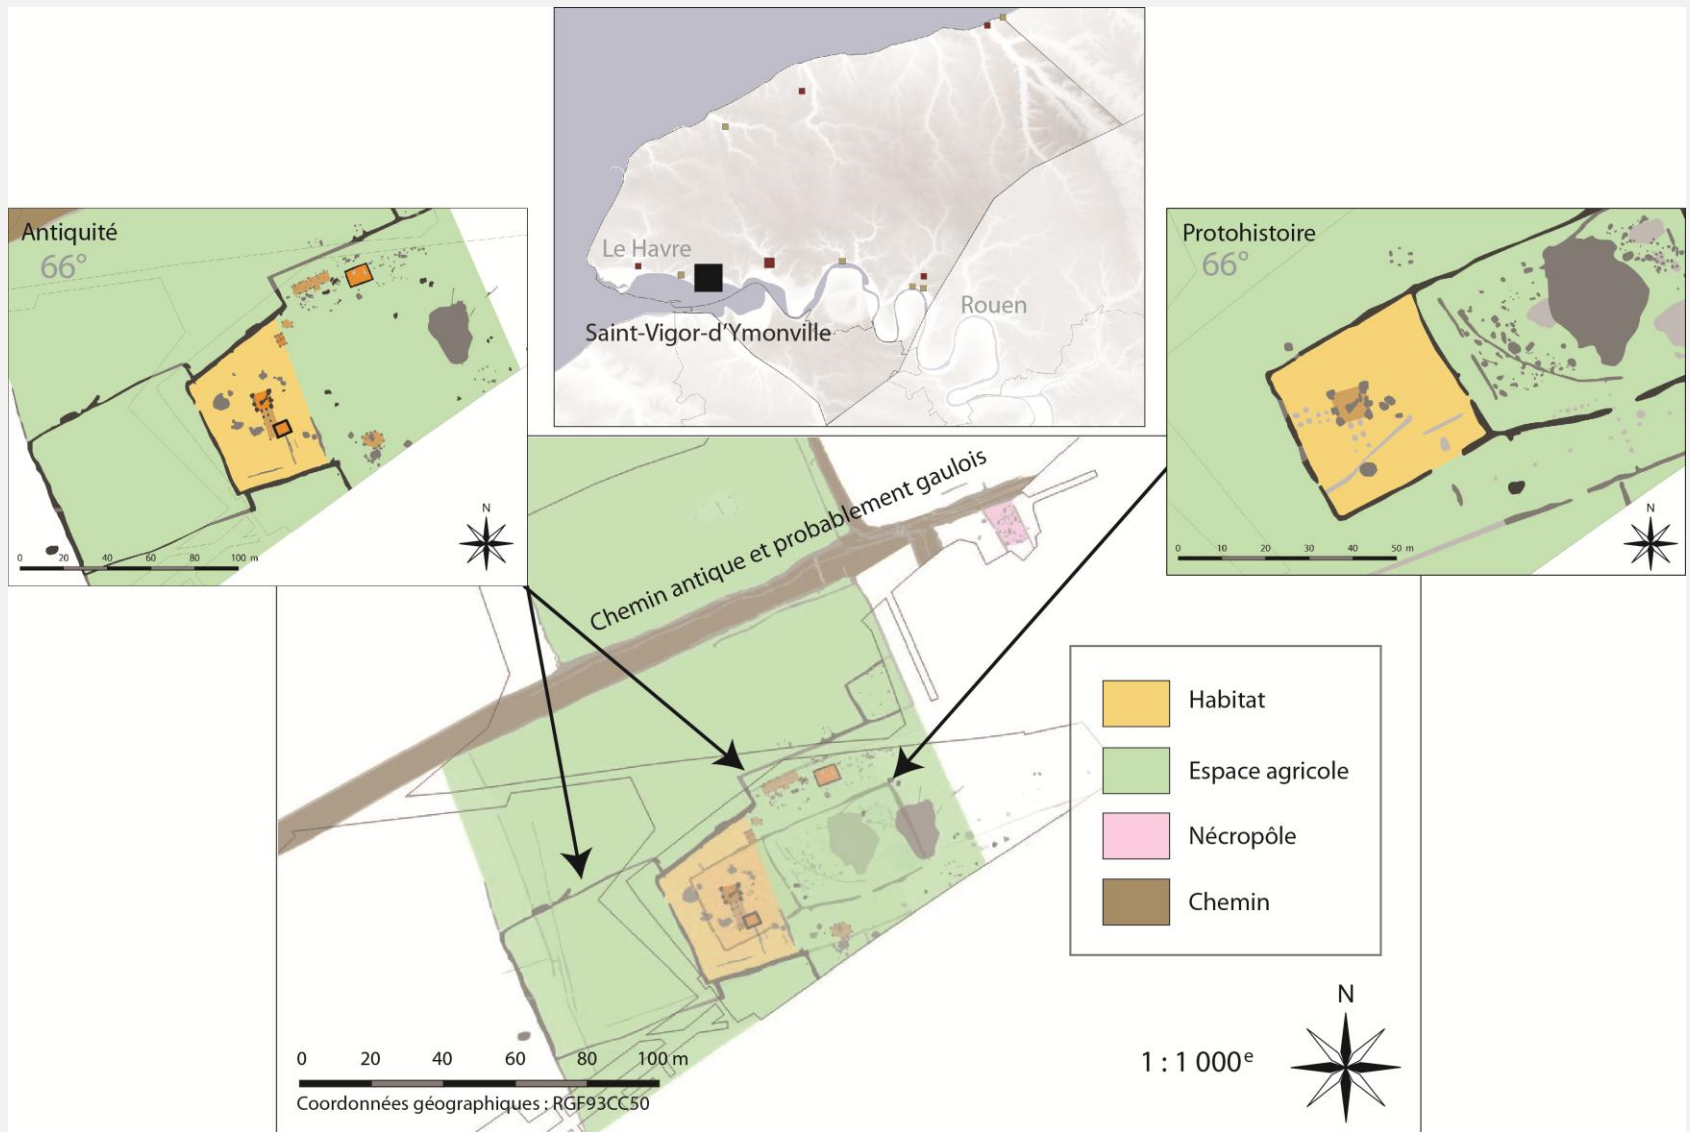 Le Havre
Saint-Vigor-d'Ymonville
Rouen
Antiquité
66°
N
0 20 40 60 80 100 m
Protohistoire
66°
N
0 10 20 30 40 50 m
Chemin antique et probablement gaulois
Habitat
Espace agricole
Nécropôle
Chemin
0 20 40 60 80 100 m
Coordonnées géographiques : RGF93CC50
1 : 1 000e
N